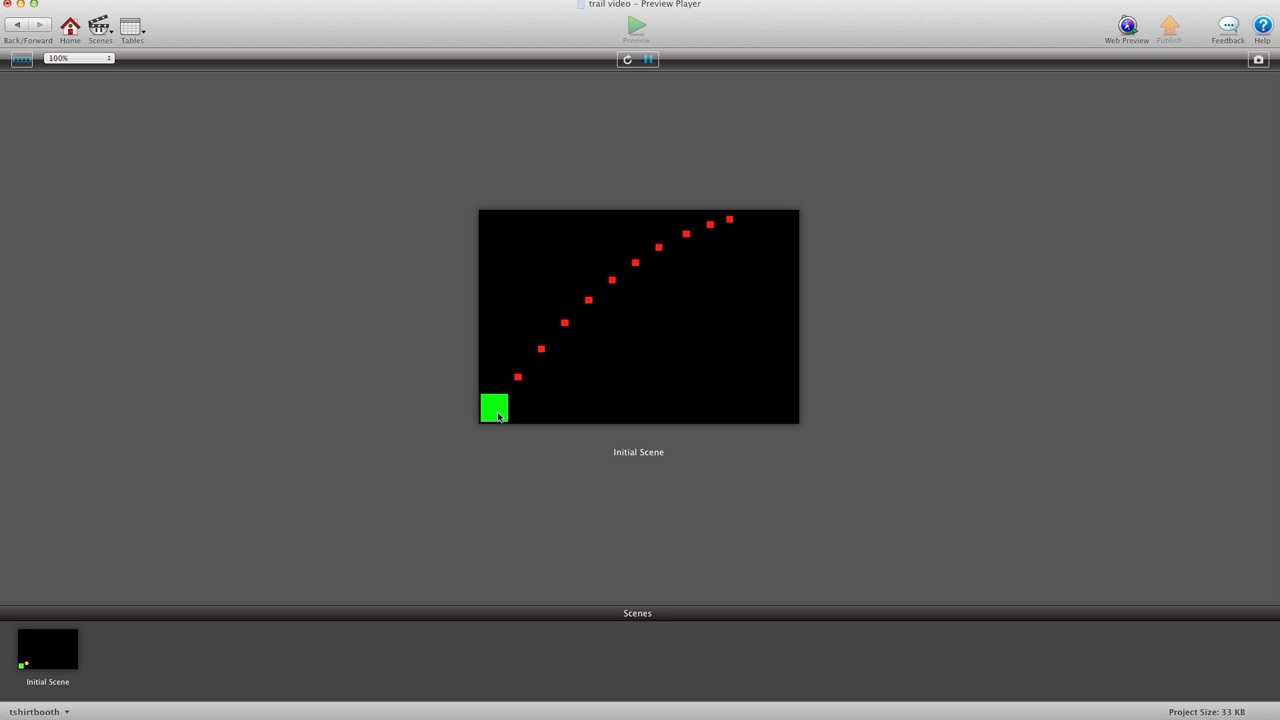 trail video – Preview Player
Back/Forward Home Scenes Tables Preview Web Preview Publish Feedback Help
100%
Initial Scene
Scenes
Initial Scene
tshirtbooth Project Size: 33 KB